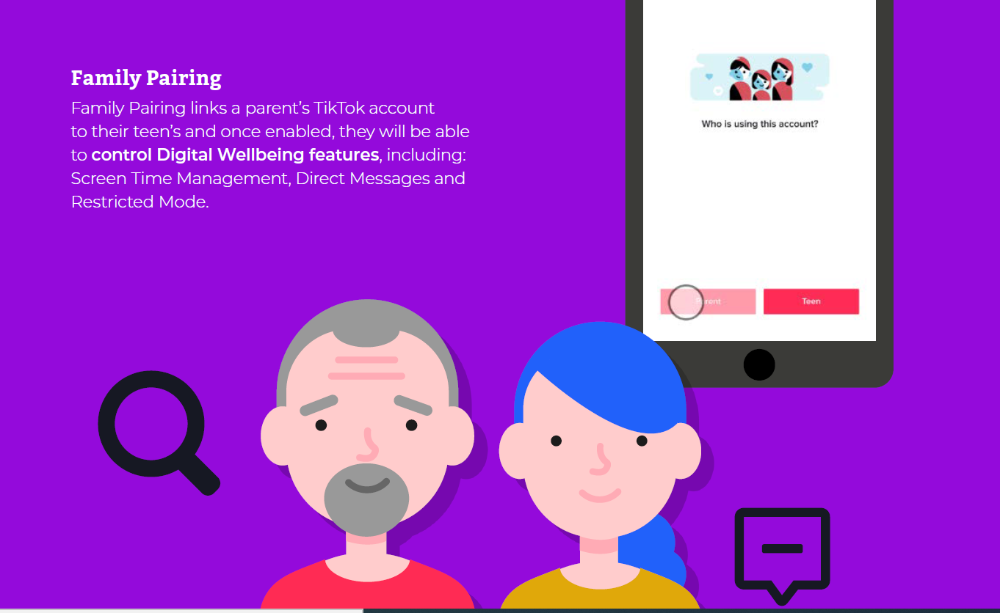 Family Pairing
Family Pairing links a parent's TikTok account
to their teen's and once enabled, they will be able
to control Digital Wellbeing features, including:
Screen Time Management, Direct Messages and
Restricted Mode.
Who is using this account?
Parent
Teen